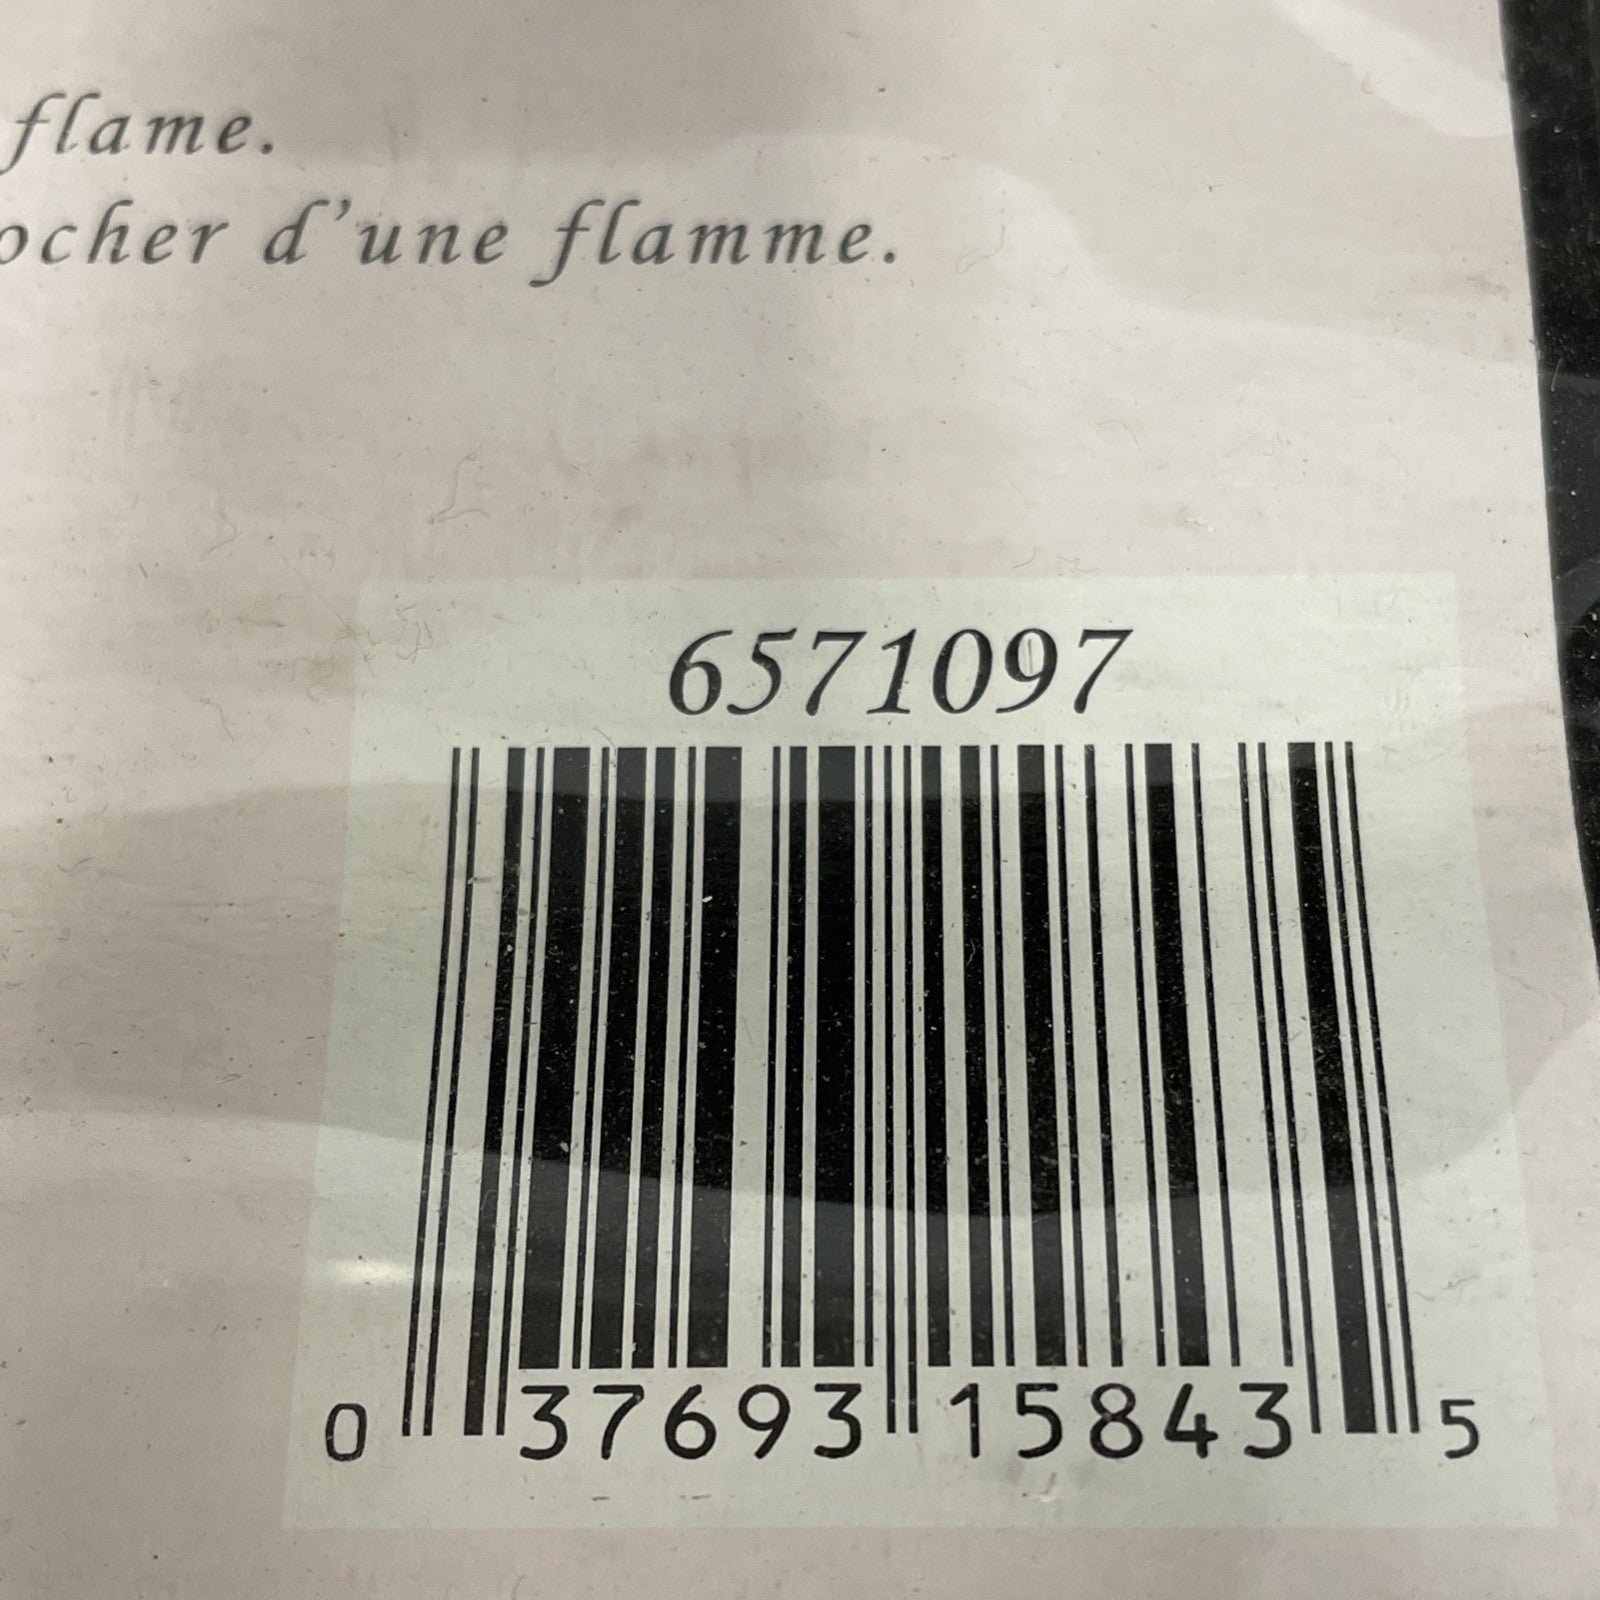 flame.
ocher d'une flamme.
6571097
0 37693 15843 5